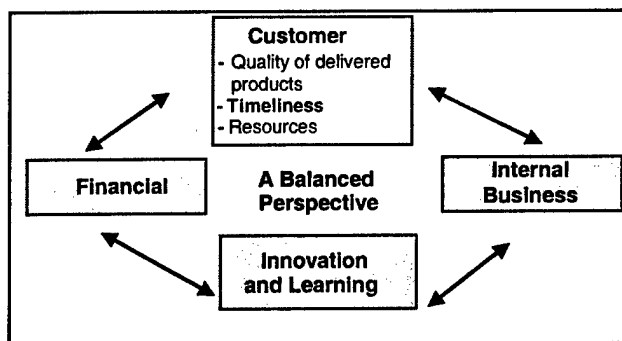 Customer
- Quality of delivered
products
- Timeliness
- Resources
Financial
A Balanced
Perspective
Internal
Business
Innovation
and Learning